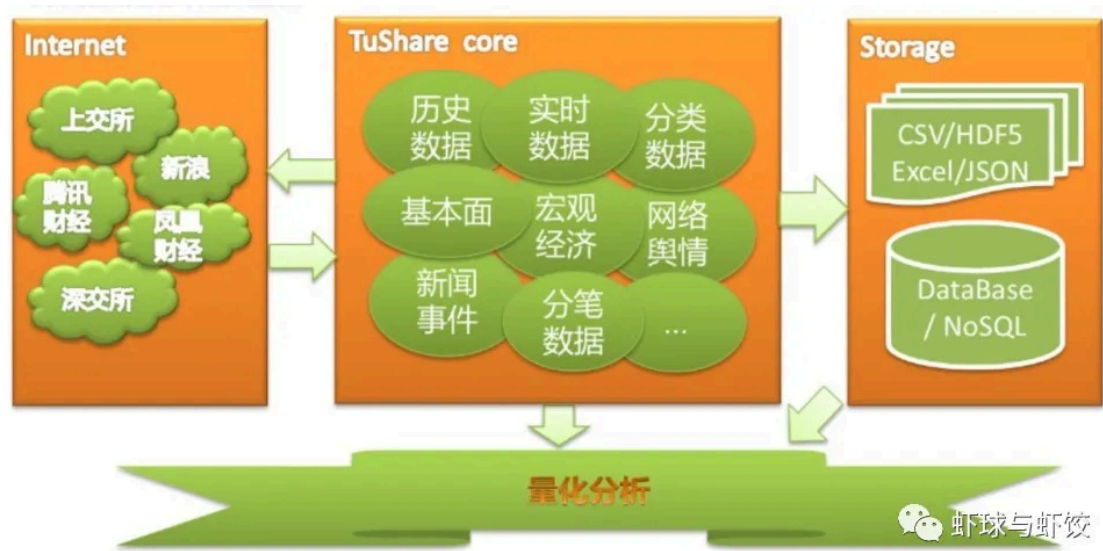 Internet
上交所
新浪
腾讯
财经
凤凰
财经
深交所
TuShare core
历史
数据
实时
数据
分类
数据
基本面
宏观
经济
网络
舆情
新闻
事件
分笔
数据
...
Storage
CSV/HDF5
Excel/JSON
DataBase
/ NoSQL
量化分析
虾球与虾饺